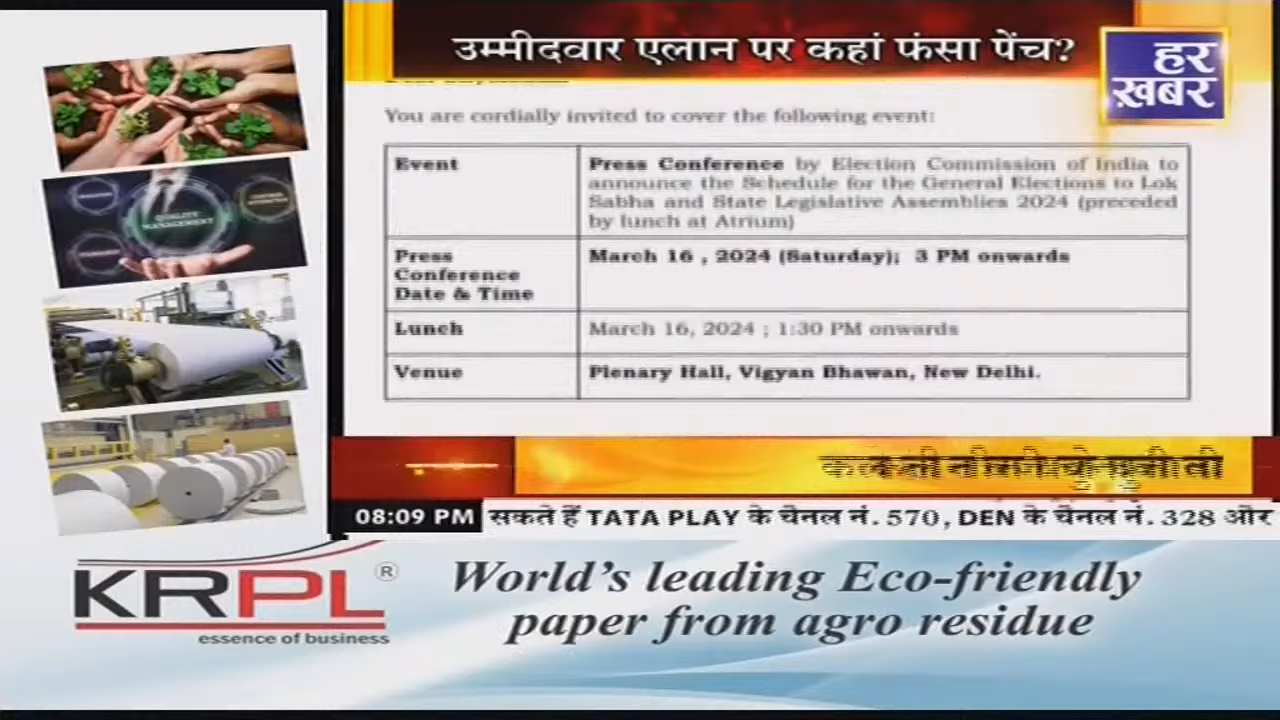 उम्मीदवार एलान पर कहां फंसा पेंच?
हर
ख़बर
You are cordially invited to cover the following event:
Event
Press Conference by Election Commission of India to
announce the Schedule for the General Elections to Lok
Sabha and State Legislative Assemblies 2024 (preceded
by lunch at Atrium)
Press
Conference
Date & Time
March 16 , 2024 (Saturday); 3 PM onwards
Lunch
March 16, 2024 ; 1:30 PM onwards
Venue
Plenary Hall, Vigyan Bhawan, New Delhi.
QUALITY
MANAGEMENT
08:09 PM
सकते हैं TATA PLAY के चैनल नं. 570, DEN के चैनल नं. 328 और
KRPL®
essence of business
World's leading Eco-friendly
paper from agro residue